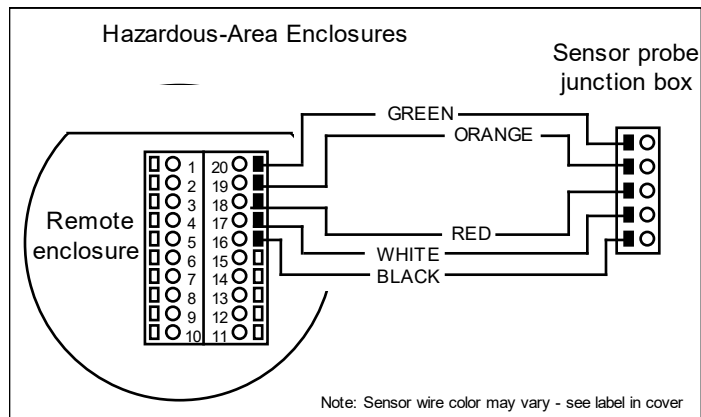 Hazardous-Area Enclosures
Sensor probe
junction box
GREEN
ORANGE
1 20
2 19
3 18
4 17
5 16
6 15
7 14
8 13
9 12
10 11
Remote
enclosure
RED
WHITE
BLACK
Note: Sensor wire color may vary - see label in cover